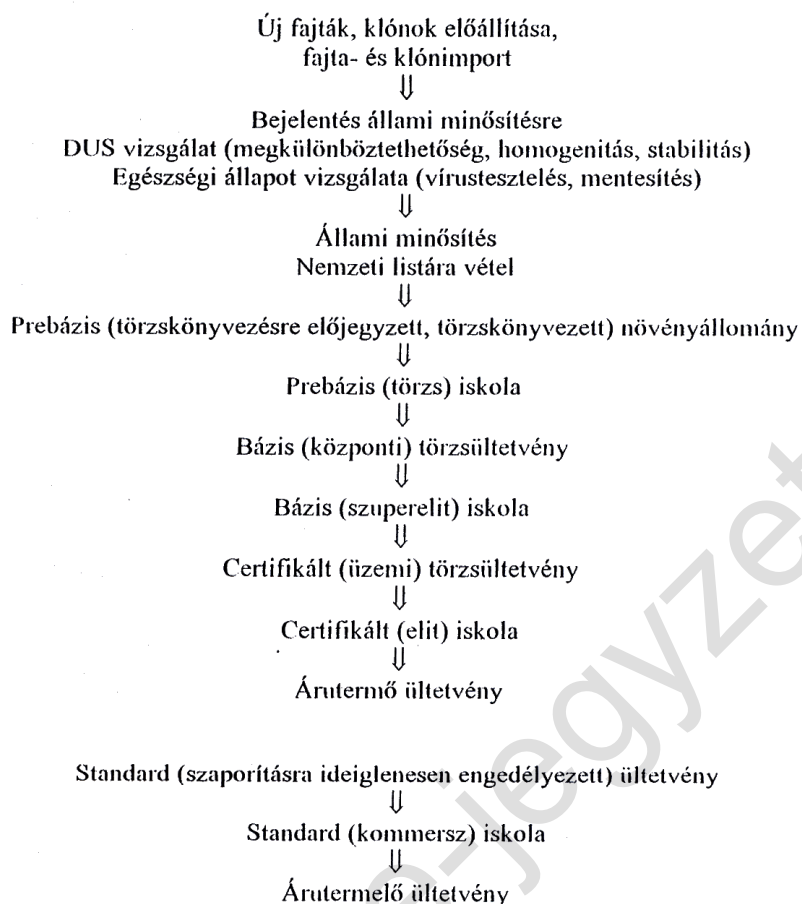 Új fajták, klónok előállítása,
fajta- és klónimport
⇓
Bejelentés állami minősítésre
DUS vizsgálat (megkülönböztethetőség, homogenitás, stabilitás)
Egészségi állapot vizsgálata (vírustesztelés, mentesítés)
⇓
Állami minősítés
Nemzeti listára vétel
⇓
Prebázis (törzskönyvezésre előjegyzett, törzskönyvezett) növényállomány
⇓
Prebázis (törzs) iskola
⇓
Bázis (központi) törzsültetvény
⇓
Bázis (szuperelit) iskola
⇓
Certifikált (üzemi) törzsültetvény
⇓
Certifikált (elit) iskola
⇓
Árutermő ültetvény
Standard (szaporításra ideiglenesen engedélyezett) ültetvény
⇓
Standard (kommersz) iskola
⇓
Árutermelő ültetvény
-jegyzet